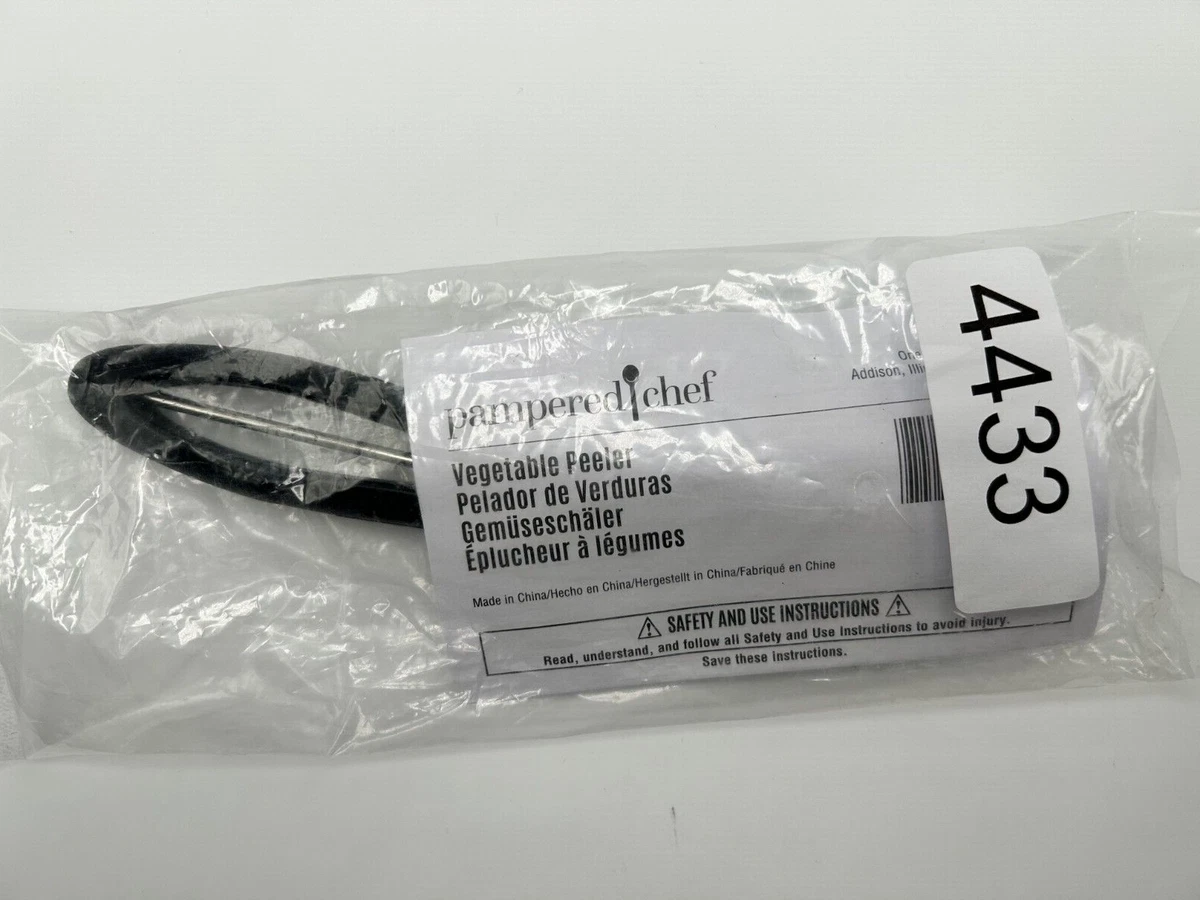 pampered chef
One
Addison, Illi
Vegetable Peeler
Pelador de Verduras
Gemüseschäler
Éplucheur à légumes
Made in China/Hecho en China/Hergestellt in China/Fabriqué en Chine
SAFETY AND USE INSTRUCTIONS
Read, understand, and follow all Safety and Use Instructions to avoid injury.
Save these instructions.
4433